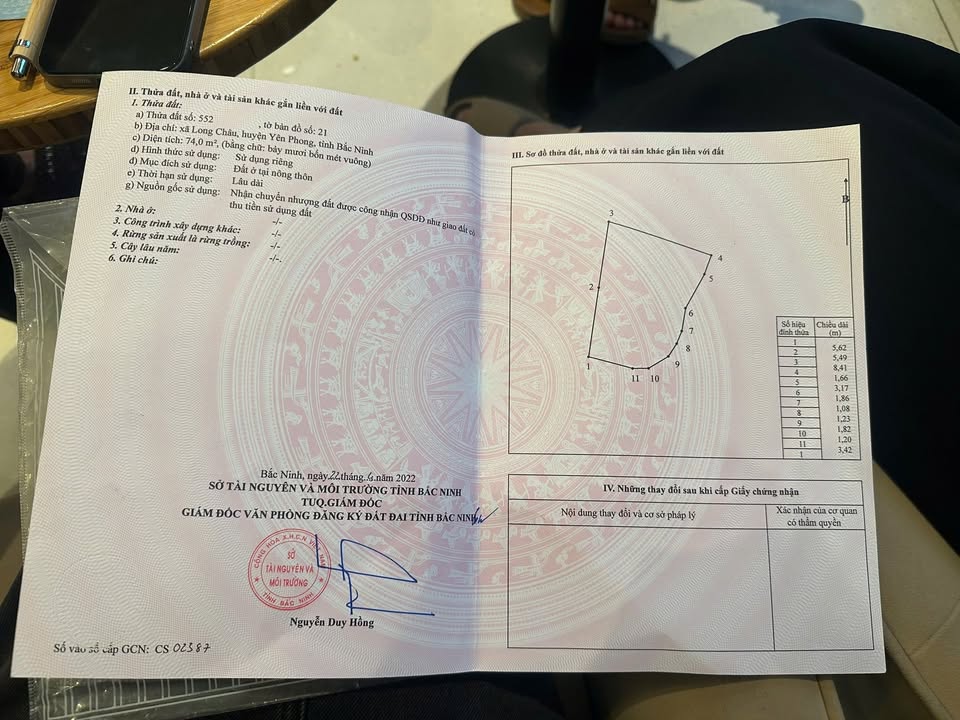 II. Thửa đất, nhà ở và tài sản khác gắn liền với đất
1. Thửa đất:
a) Thửa đất số: 552 , tờ bản đồ số: 21
b) Địa chỉ: xã Long Châu, huyện Yên Phong, tỉnh Bắc Ninh
c) Diện tích: 74,0 m², (bằng chữ: bảy mươi bốn mét vuông)
d) Hình thức sử dụng: Sử dụng riêng
đ) Mục đích sử dụng: Đất ở tại nông thôn
e) Thời hạn sử dụng: Lâu dài
g) Nguồn gốc sử dụng: Nhận chuyển nhượng đất được công nhận QSDĐ như giao đất có
thu tiền sử dụng đất
2. Nhà ở: -/-
3. Công trình xây dựng khác: -/-
4. Rừng sản xuất là rừng trồng: -/-
5. Cây lâu năm: -/-.
6. Ghi chú:
Bắc Ninh, ngày 22 tháng 6 năm 2022
SỞ TÀI NGUYÊN VÀ MÔI TRƯỜNG TỈNH BẮC NINH
TUQ.GIÁM ĐỐC
GIÁM ĐỐC VĂN PHÒNG ĐĂNG KÝ ĐẤT ĐAI TỈNH BẮC NINH
CỘNG HÒA X.H.C.N VIỆT NAM
SỞ
TÀI NGUYÊN VÀ
MÔI TRƯỜNG
TỈNH BẮC NINH
Nguyễn Duy Hồng
Số vào sổ cấp GCN: CS 02587
III. Sơ đồ thửa đất, nhà ở và tài sản khác gắn liền với đất
B
3
4
5
2
6
7
8
9
1
11 10
Số hiệu đỉnh thửa Chiều dài (m)
1
5,62
2
5,49
3
8,41
4
1,66
5
3,17
6
1,86
7
1,08
8
1,23
9
1,82
10
1,20
11
3,42
1
IV. Những thay đổi sau khi cấp Giấy chứng nhận
Nội dung thay đổi và cơ sở pháp lý
Xác nhận của cơ quan
có thẩm quyền